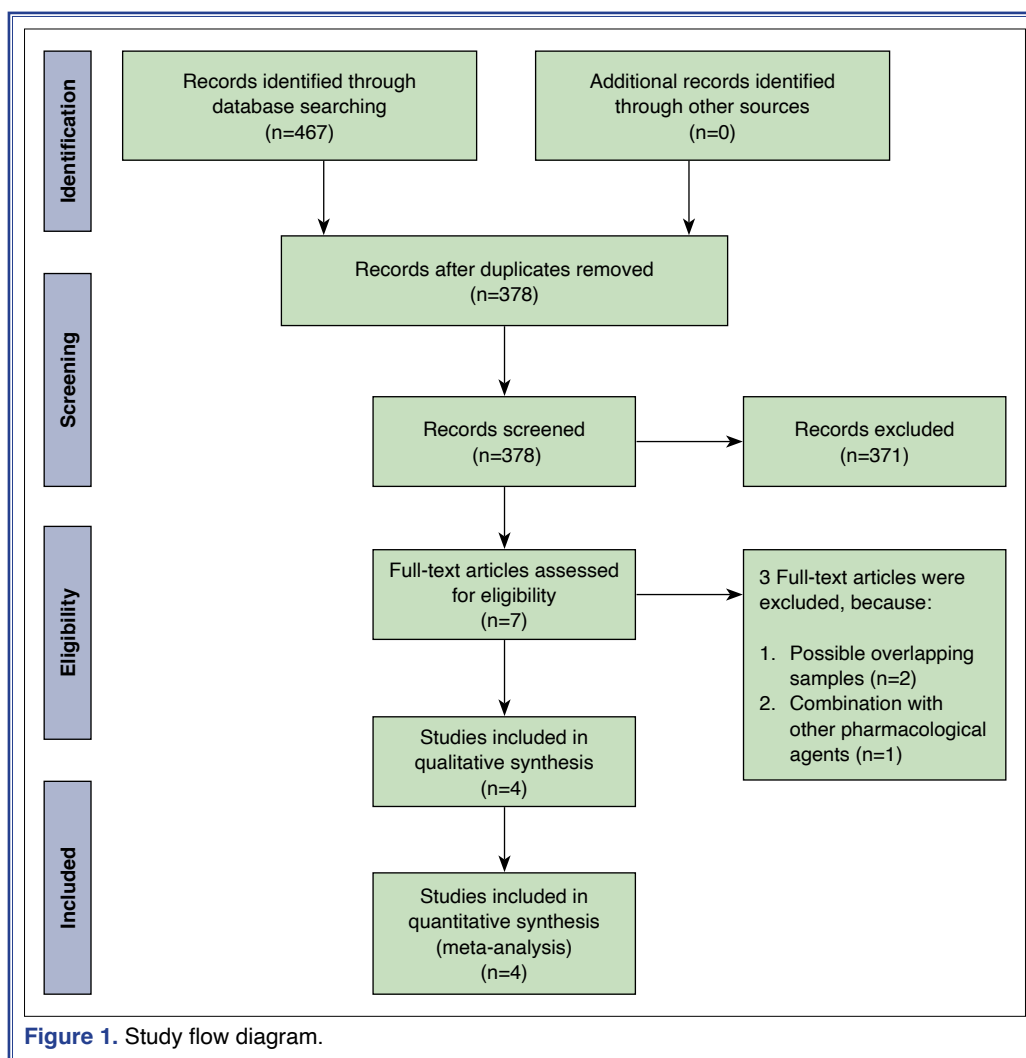 Identification
Records identified through
database searching
(n=467)
Additional records identified
through other sources
(n=0)
Records after duplicates removed
(n=378)
Screening
Records screened
(n=378)
Records excluded
(n=371)
Eligibility
Full-text articles assessed
for eligibility
(n=7)
3 Full-text articles were
excluded, because:
1. Possible overlapping
samples (n=2)
2. Combination with
other pharmacological
agents (n=1)
Studies included in
qualitative synthesis
(n=4)
Included
Studies included in
quantitative synthesis
(meta-analysis)
(n=4)
Figure 1. Study flow diagram.